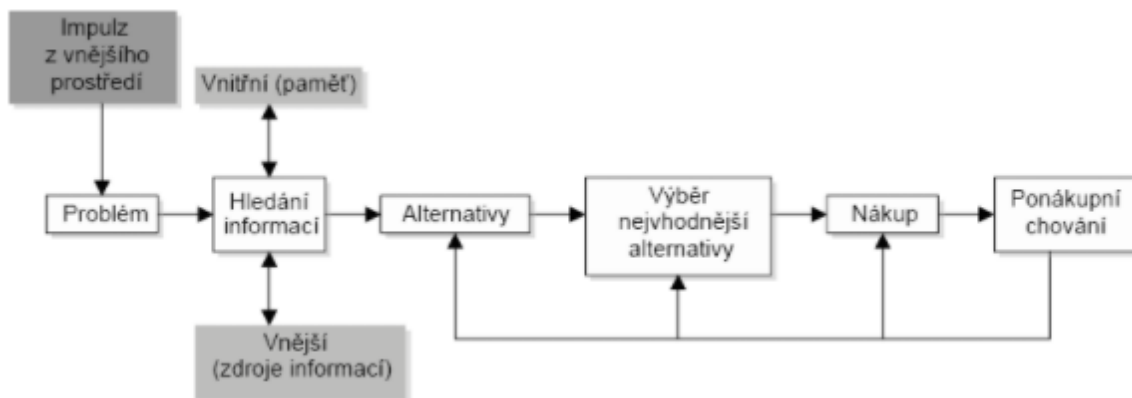 Impulz
z vnějšího
prostředí
Vnitřní (paměť)
Problém
Hledání
informací
Alternativy
Výběr
nejvhodnější
alternativy
Nákup
Ponákupní
chování
Vnější
(zdroje informací)